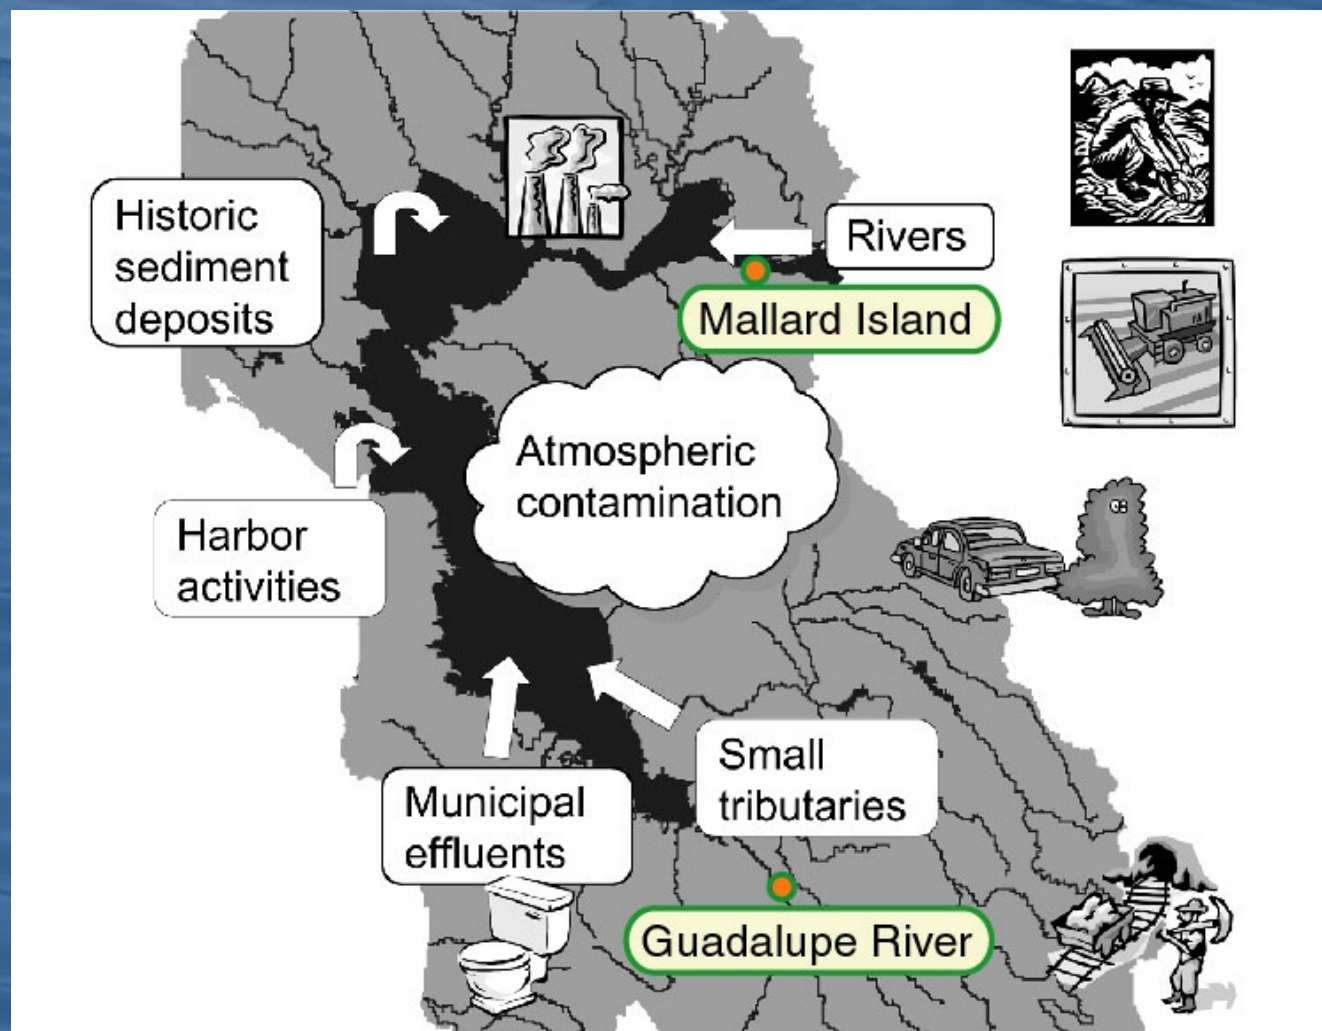 Historic
sediment
deposits
Rivers
Mallard Island
Atmospheric
contamination
Harbor
activities
Small
tributaries
Municipal
effluents
Guadalupe River